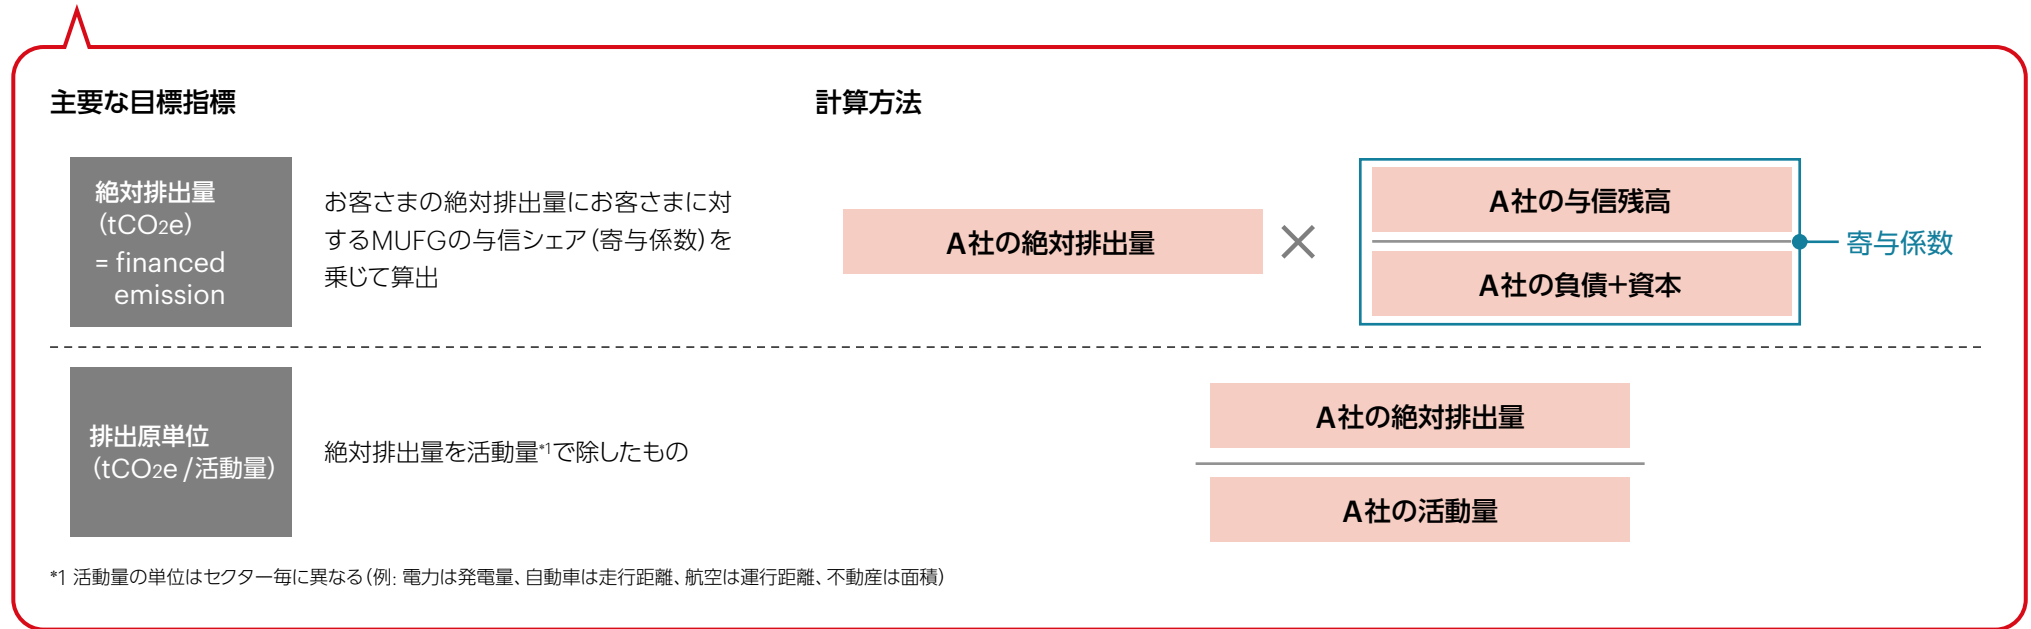 主要な目標指標
計算方法
絶対排出量
(tCO2e)
= financed
emission
お客さまの絶対排出量にお客さまに対
するMUFGの与信シェア(寄与係数)を
乗じて算出
A社の絶対排出量
×
A社の与信残高
A社の負債+資本
寄与係数
排出原単位
(tCO2e/活動量)
絶対排出量を活動量*1で除したもの
A社の絶対排出量
A社の活動量
*1 活動量の単位はセクター毎に異なる(例: 電力は発電量、自動車は走行距離、航空は運行距離、不動産は面積)